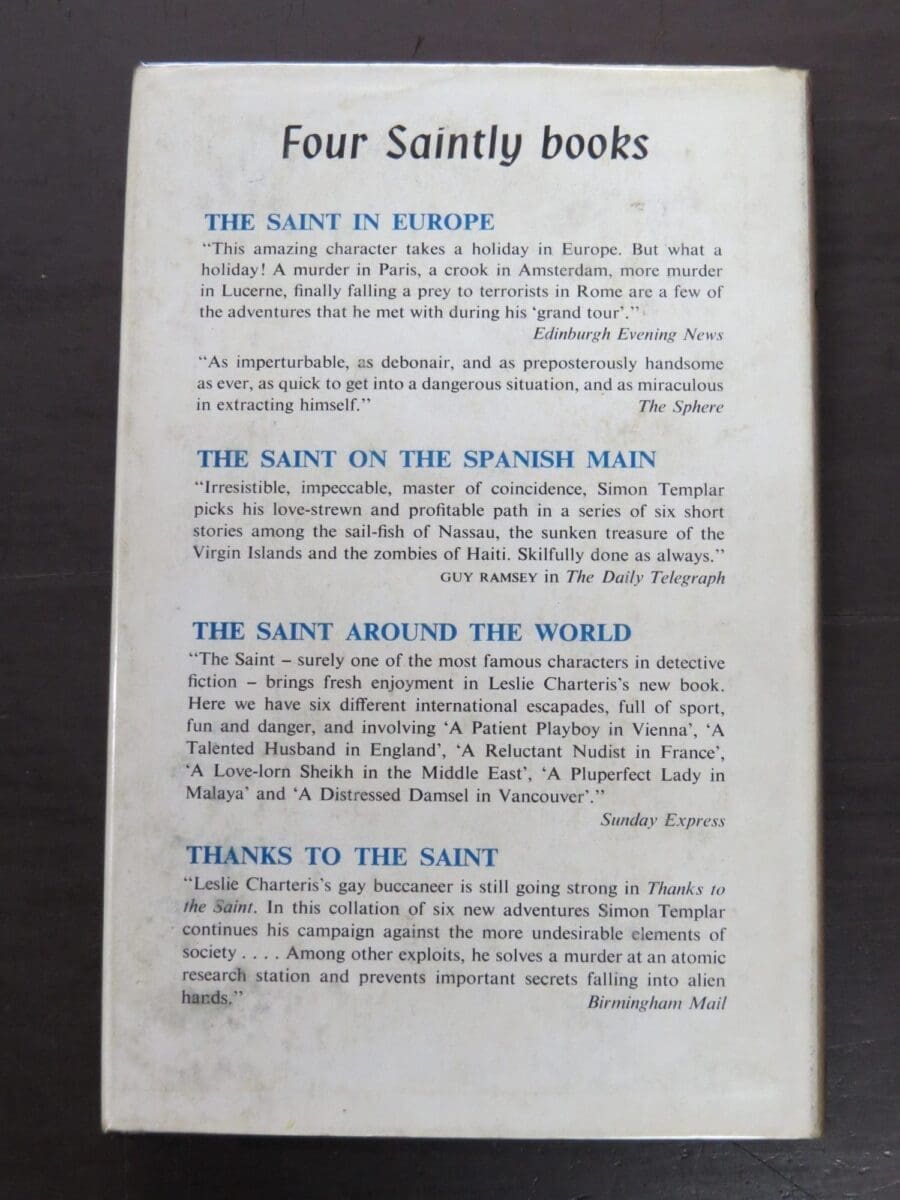 Four Saintly books
THE SAINT IN EUROPE
“This amazing character takes a holiday in Europe. But what a
holiday! A murder in Paris, a crook in Amsterdam, more murder
in Lucerne, finally falling a prey to terrorists in Rome are a few of
the adventures that he met with during his ‘grand tour’.”
Edinburgh Evening News
“As imperturbable, as debonair, and as preposterously handsome
as ever, as quick to get into a dangerous situation, and as miraculous
in extracting himself.” The Sphere
THE SAINT ON THE SPANISH MAIN
“Irresistible, impeccable, master of coincidence, Simon Templar
picks his love-strewn and profitable path in a series of six short
stories among the sail-fish of Nassau, the sunken treasure of the
Virgin Islands and the zombies of Haiti. Skilfully done as always.”
GUY RAMSEY in The Daily Telegraph
THE SAINT AROUND THE WORLD
“The Saint – surely one of the most famous characters in detective
fiction – brings fresh enjoyment in Leslie Charteris’s new book.
Here we have six different international escapades, full of sport,
fun and danger, and involving ‘A Patient Playboy in Vienna’, ‘A
Talented Husband in England’, ‘A Reluctant Nudist in France’,
‘A Love-lorn Sheikh in the Middle East’, ‘A Pluperfect Lady in
Malaya’ and ‘A Distressed Damsel in Vancouver’.”
Sunday Express
THANKS TO THE SAINT
“Leslie Charteris’s gay buccaneer is still going strong in Thanks to
the Saint. In this collation of six new adventures Simon Templar
continues his campaign against the more undesirable elements of
society . . . . Among other exploits, he solves a murder at an atomic
research station and prevents important secrets falling into alien
hands.” Birmingham Mail